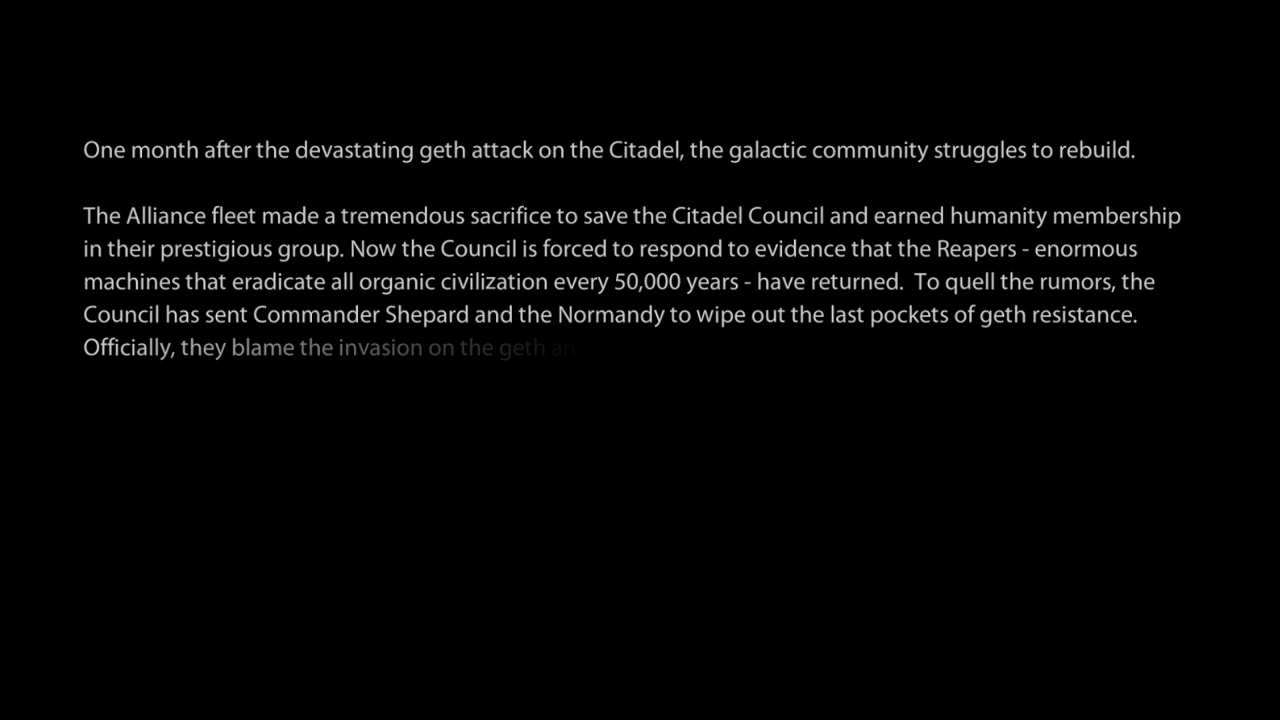 One month after the devastating geth attack on the Citadel, the galactic community struggles to rebuild.
The Alliance fleet made a tremendous sacrifice to save the Citadel Council and earned humanity membership
in their prestigious group. Now the Council is forced to respond to evidence that the Reapers - enormous
machines that eradicate all organic civilization every 50,000 years - have returned.  To quell the rumors, the
Council has sent Commander Shepard and the Normandy to wipe out the last pockets of geth resistance.
Officially, they blame the invasion on the geth an